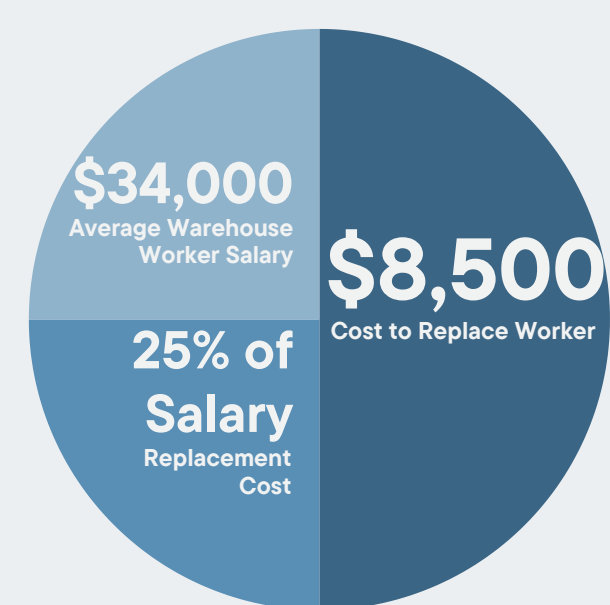 $34,000
Average Warehouse
Worker Salary
25% of
Salary
Replacement
Cost
$8,500
Cost to Replace Worker